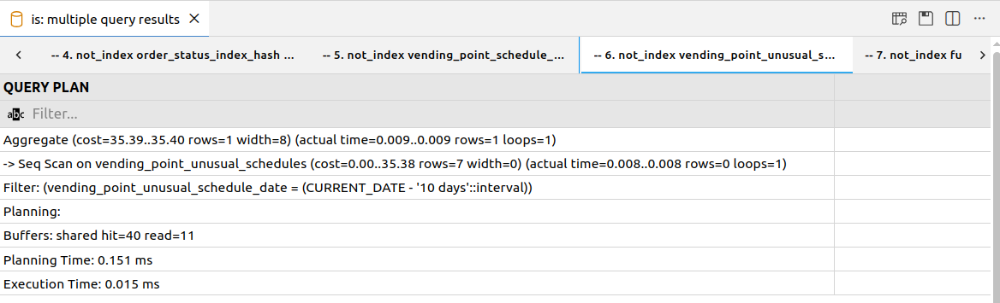 is: multiple query results
-- 4. not_index order_status_index_hash ...
-- 5. not_index vending_point_schedule_...
-- 6. not_index vending_point_unusual_s...
-- 7. not_index fu
QUERY PLAN
abc Filter...
Aggregate (cost=35.39..35.40 rows=1 width=8) (actual time=0.009..0.009 rows=1 loops=1)
-> Seq Scan on vending_point_unusual_schedules (cost=0.00..35.38 rows=7 width=0) (actual time=0.008..0.008 rows=0 loops=1)
Filter: (vending_point_unusual_schedule_date = (CURRENT_DATE - '10 days'::interval))
Planning:
Buffers: shared hit=40 read=11
Planning Time: 0.151 ms
Execution Time: 0.015 ms